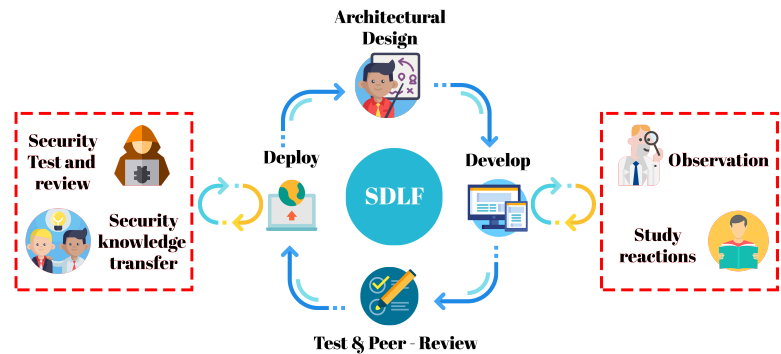 Architectural
Design
Security
Test and
review
Security
knowledge
transfer
Deploy
SDLF
Develop
Observation
Study
reactions
Test & Peer - Review